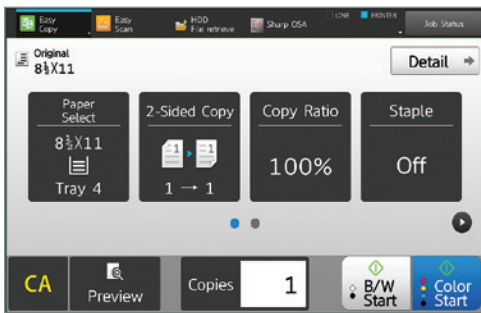 Easy
Copy
Easy
Scan
HDD
File retrieve
Sharp OSA
LINE
PRINTER
Job Status
Original
8½X11
Detail
Paper
Select
8½X11
Tray 4
2-Sided Copy
1
1
1 → 1
Copy Ratio
100%
Staple
Off
CA
Preview
Copies
1
B/W
Start
Color
Start